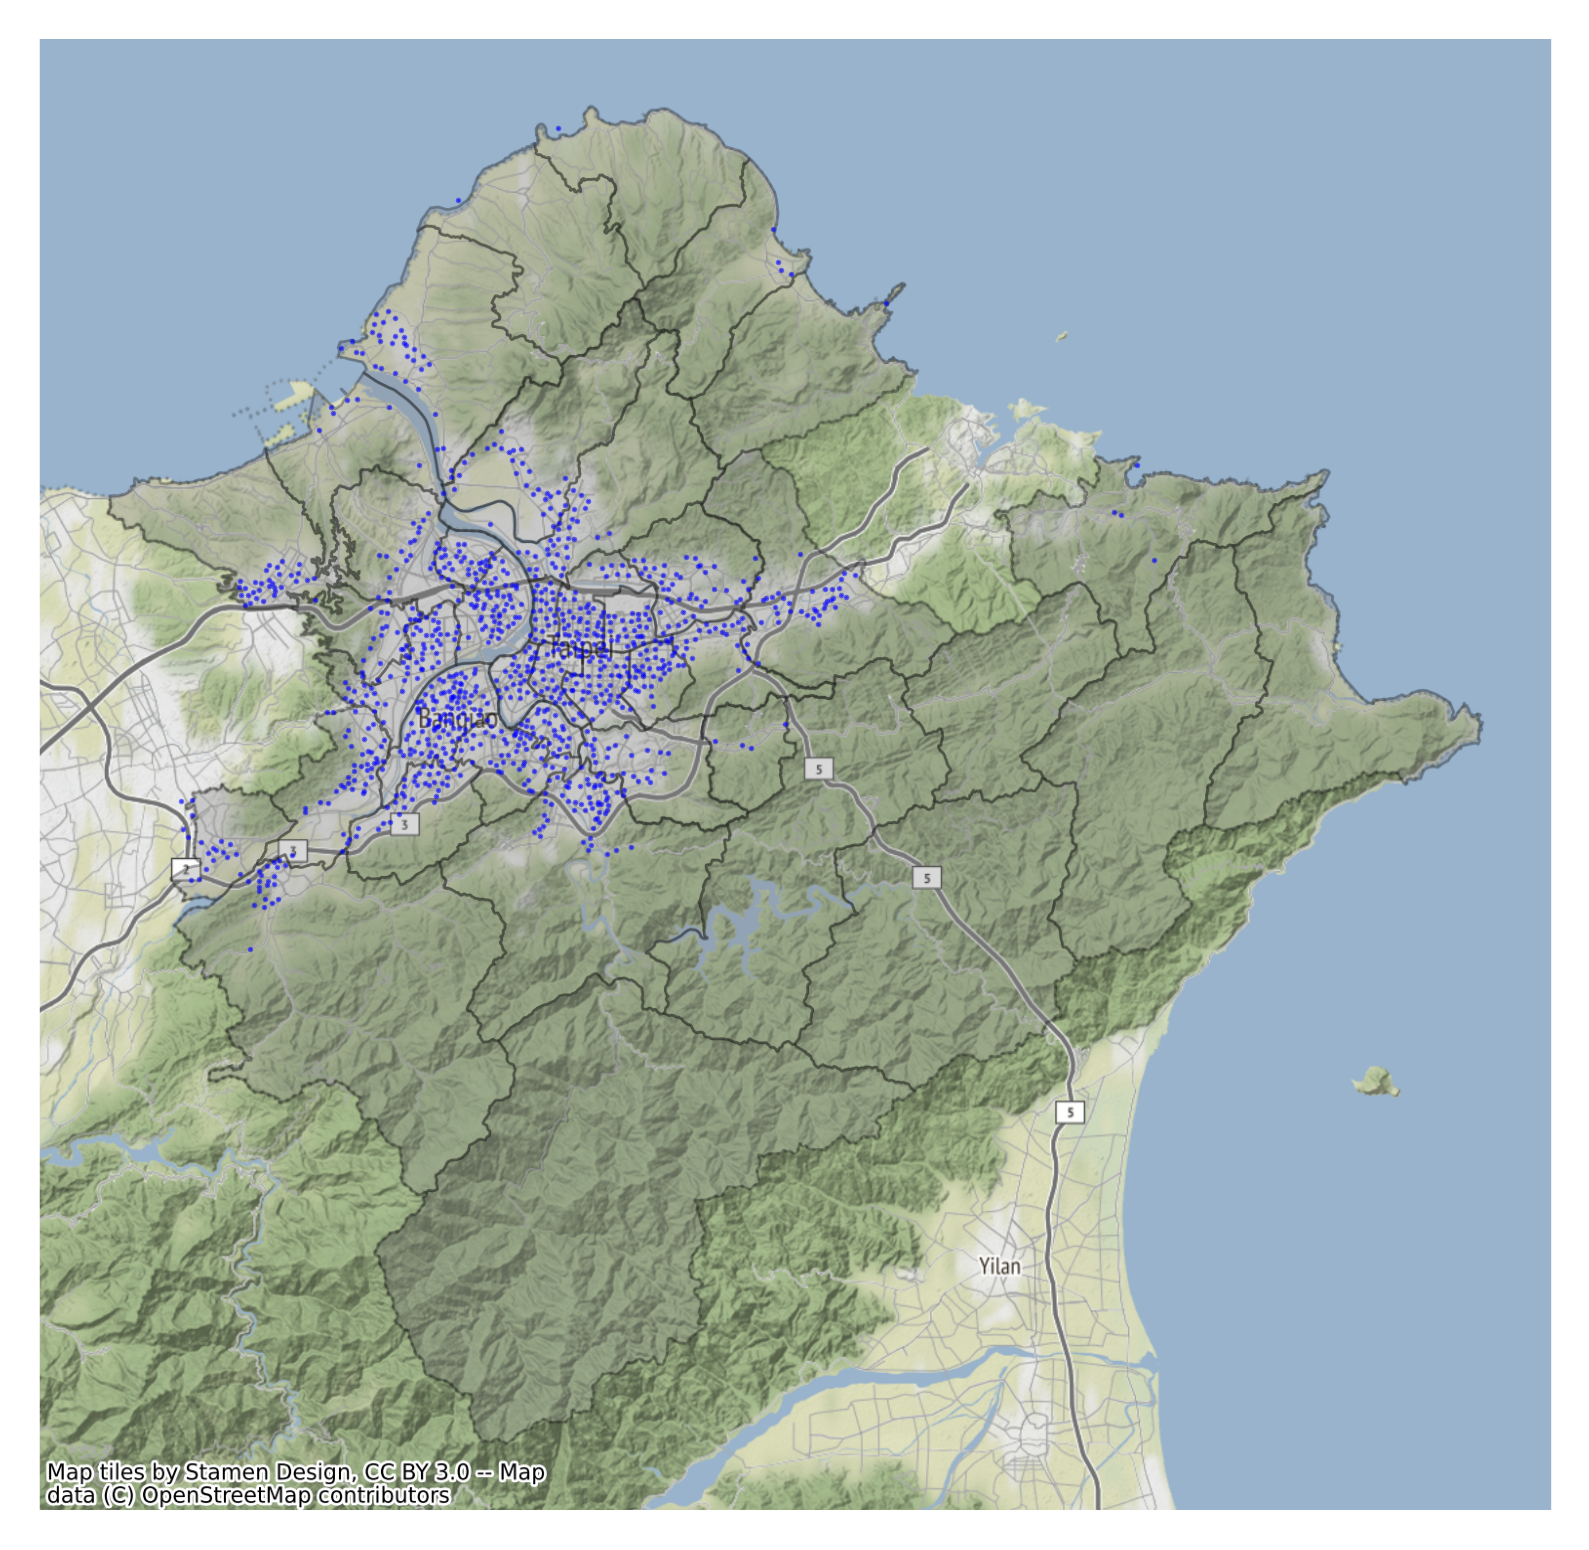 Taipei
Banqiao
5
3
3
2
5
5
Yilan
Map tiles by Stamen Design, CC BY 3.0 -- Map
data (C) OpenStreetMap contributors